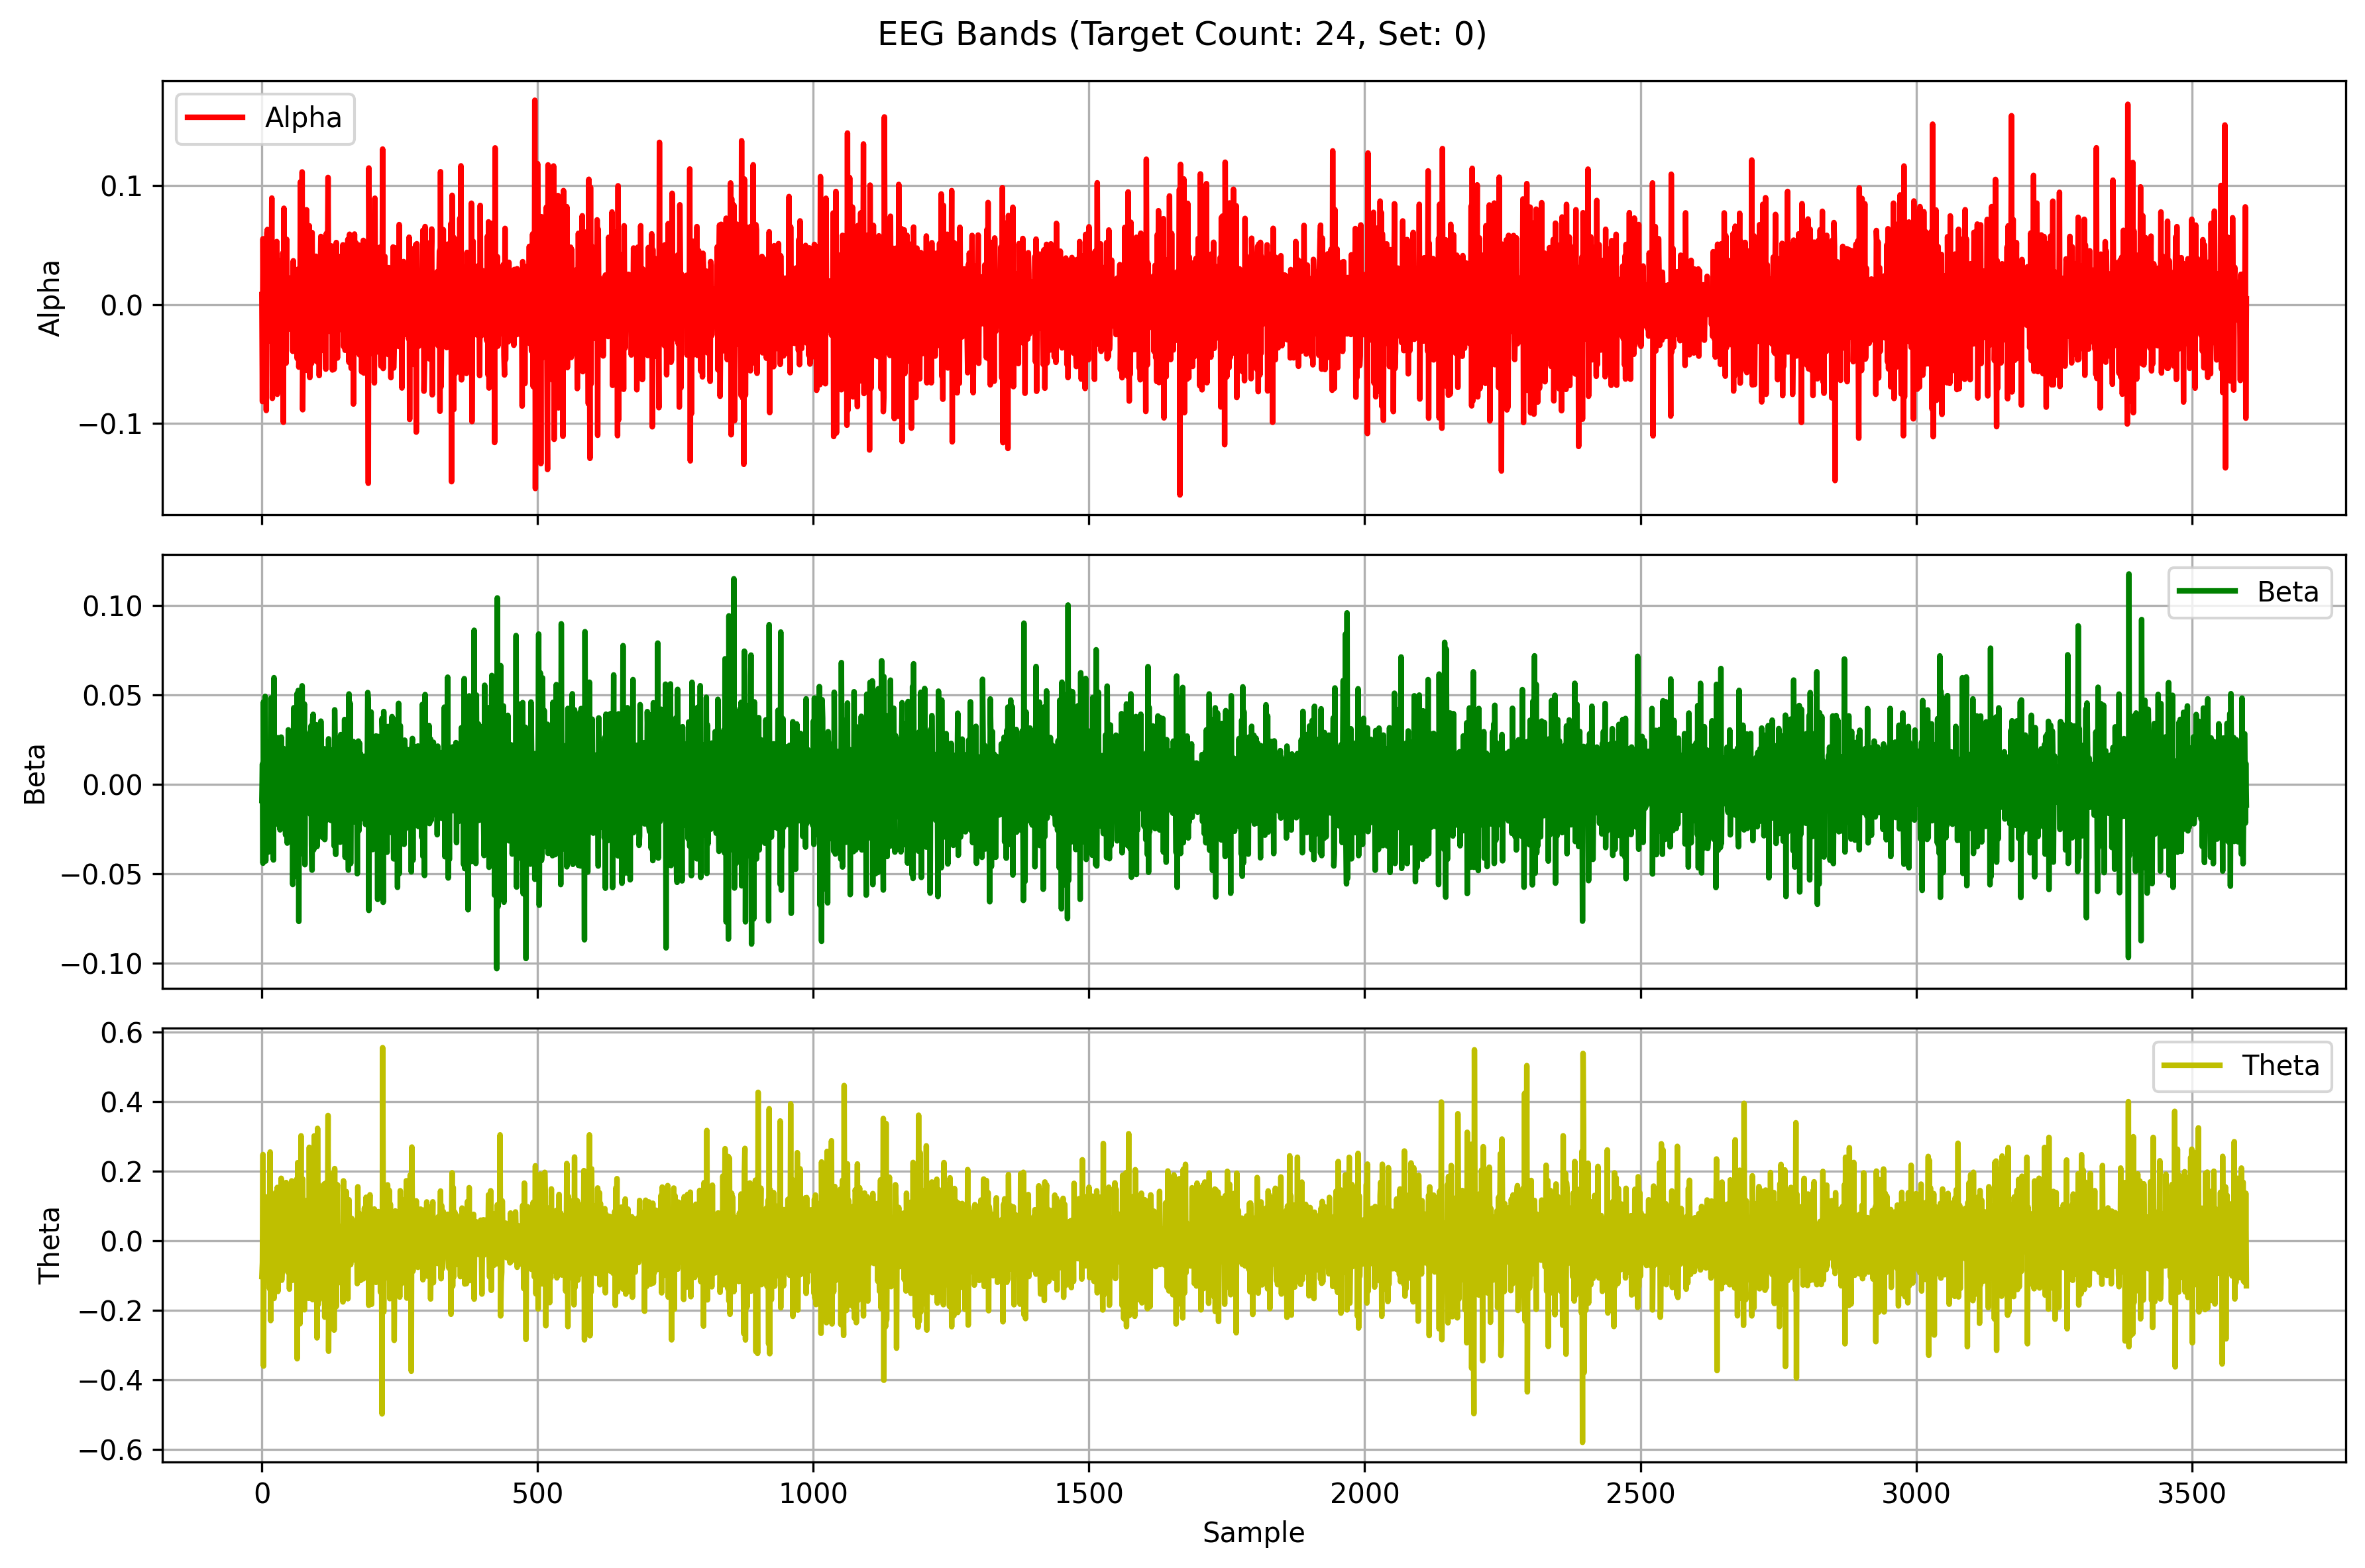 EEG Bands (Target Count: 24, Set: 0)
Alpha
Alpha
0.1
0.0
−0.1
Beta
Beta
0.10
0.05
0.00
−0.05
−0.10
Theta
Theta
0.6
0.4
0.2
0.0
−0.2
−0.4
−0.6
0 500 1000 1500 2000 2500 3000 3500
Sample